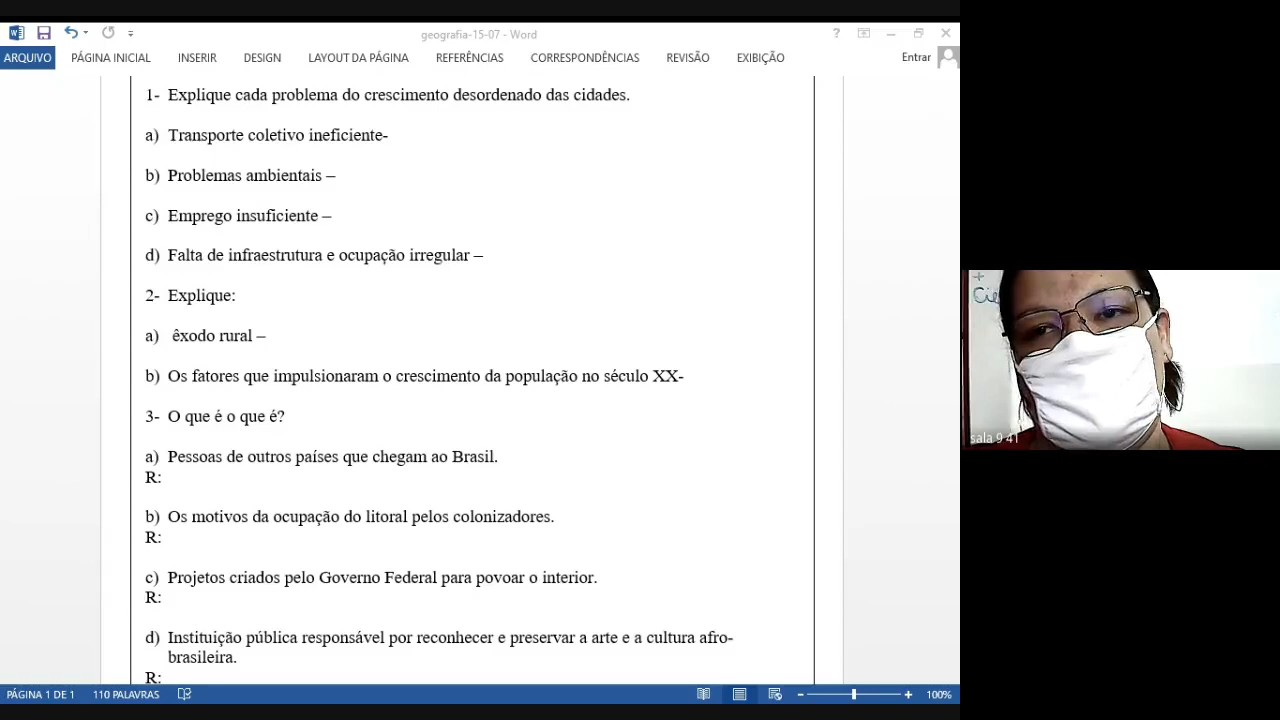 geografia-15-07 - Word
?
ARQUIVO PÁGINA INICIAL INSERIR DESIGN LAYOUT DA PÁGINA REFERÊNCIAS CORRESPONDÊNCIAS REVISÃO EXIBIÇÃO Entrar
1- Explique cada problema do crescimento desordenado das cidades.
a) Transporte coletivo ineficiente-
b) Problemas ambientais –
c) Emprego insuficiente –
d) Falta de infraestrutura e ocupação irregular –
2- Explique:
a) êxodo rural –
b) Os fatores que impulsionaram o crescimento da população no século XX-
3- O que é o que é?
a) Pessoas de outros países que chegam ao Brasil.
R:
b) Os motivos da ocupação do litoral pelos colonizadores.
R:
c) Projetos criados pelo Governo Federal para povoar o interior.
R:
d) Instituição pública responsável por reconhecer e preservar a arte e a cultura afro-
brasileira.
R:
PÁGINA 1 DE 1 110 PALAVRAS 100%
+
Cie
sala 9 41